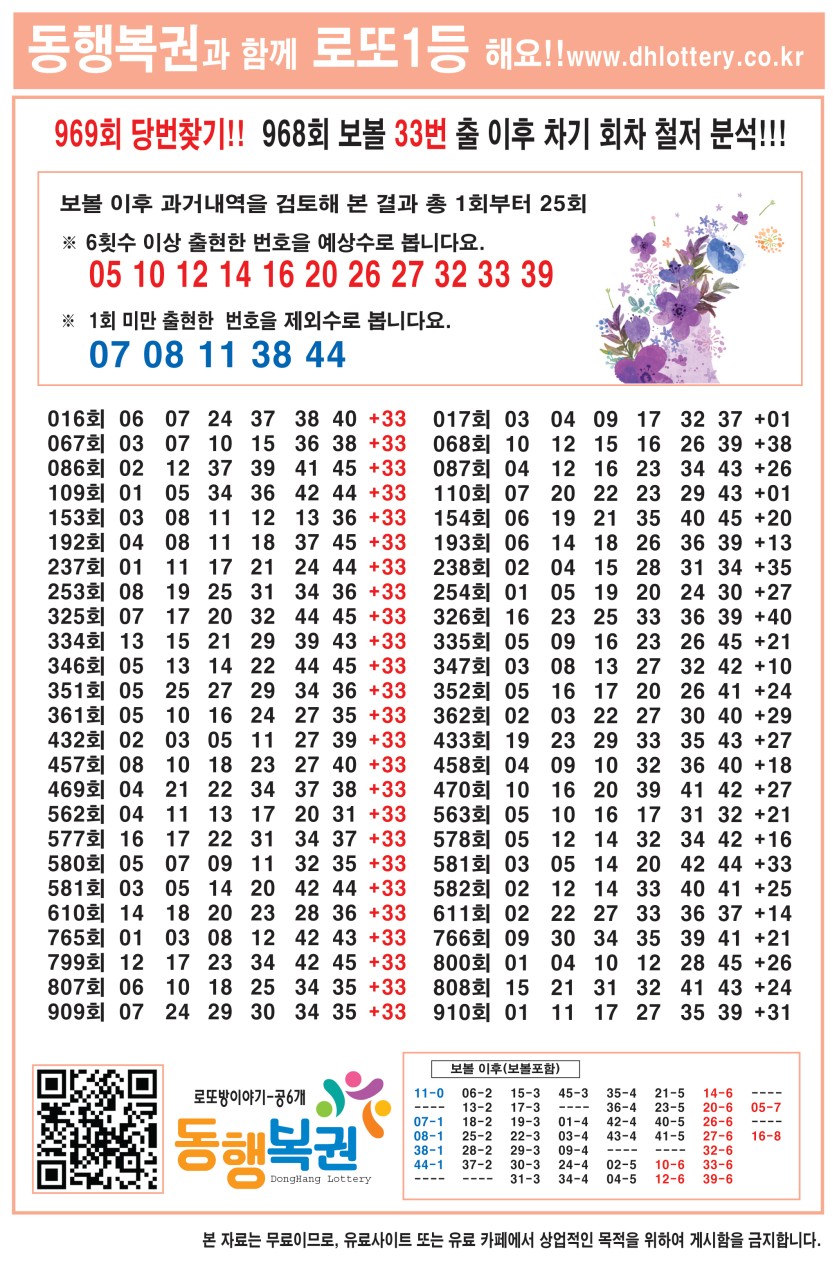 동행복권과 함께 로또1등 해요!!www.dhlottery.co.kr
969회 당번찾기!! 968회 보볼 33번 출 이후 차기 회차 철저 분석!!!
보볼 이후 과거내역을 검토해 본 결과 총 1회부터 25회
※ 6횟수 이상 출현한 번호을 예상수로 봅니다요.
05 10 12 14 16 20 26 27 32 33 39
※ 1회 미만 출현한 번호을 제외수로 봅니다요.
07 08 11 38 44
016회 06 07 24 37 38 40 +33 017회 03 04 09 17 32 37 +01
067회 03 07 10 15 36 38 +33 068회 10 12 15 16 26 39 +38
086회 02 12 37 39 41 45 +33 087회 04 12 16 23 34 43 +26
109회 01 05 34 36 42 44 +33 110회 07 20 22 23 29 43 +01
153회 03 08 11 12 13 36 +33 154회 06 19 21 35 40 45 +20
192회 04 08 11 18 37 45 +33 193회 06 14 18 26 36 39 +13
237회 01 11 17 21 24 44 +33 238회 02 04 15 28 31 34 +35
253회 08 19 25 31 34 36 +33 254회 01 05 19 20 24 30 +27
325회 07 17 20 32 44 45 +33 326회 16 23 25 33 36 39 +40
334회 13 15 21 29 39 43 +33 335회 05 09 16 23 26 45 +21
346회 05 13 14 22 44 45 +33 347회 03 08 13 27 32 42 +10
351회 05 25 27 29 34 36 +33 352회 05 16 17 20 26 41 +24
361회 05 10 16 24 27 35 +33 362회 02 03 22 27 30 40 +29
432회 02 03 05 11 27 39 +33 433회 19 23 29 33 35 43 +27
457회 08 10 18 23 27 40 +33 458회 04 09 10 32 36 40 +18
469회 04 21 22 34 37 38 +33 470회 10 16 20 39 41 42 +27
562회 04 11 13 17 20 31 +33 563회 05 10 16 17 31 32 +21
577회 16 17 22 31 34 37 +33 578회 05 12 14 32 34 42 +16
580회 05 07 09 11 32 35 +33 581회 03 05 14 20 42 44 +33
581회 03 05 14 20 42 44 +33 582회 02 12 14 33 40 41 +25
610회 14 18 20 23 28 36 +33 611회 02 22 27 33 36 37 +14
765회 01 03 08 12 42 43 +33 766회 09 30 34 35 39 41 +21
799회 12 17 23 34 42 45 +33 800회 01 04 10 12 28 45 +26
807회 06 10 18 25 34 35 +33 808회 15 21 31 32 41 43 +24
909회 07 24 29 30 34 35 +33 910회 01 11 17 27 35 39 +31
로또방이야기-공6개
동행복권
DongHang Lottery
보볼 이후(보볼포함)
11-0 06-2 15-3 45-3 35-4 21-5 14-6 ----
---- 13-2 17-3 ---- 36-4 23-5 20-6 05-7
07-1 18-2 19-3 01-4 42-4 40-5 26-6 ----
08-1 25-2 22-3 03-4 43-4 41-5 27-6 16-8
38-1 28-2 29-3 09-4 ---- ---- 32-6
44-1 37-2 30-3 24-4 02-5 10-6 33-6
---- ---- 31-3 34-4 04-5 12-6 39-6
본 자료는 무료이므로, 유료사이트 또는 유료 카페에서 상업적인 목적을 위하여 게시함을 금지합니다.